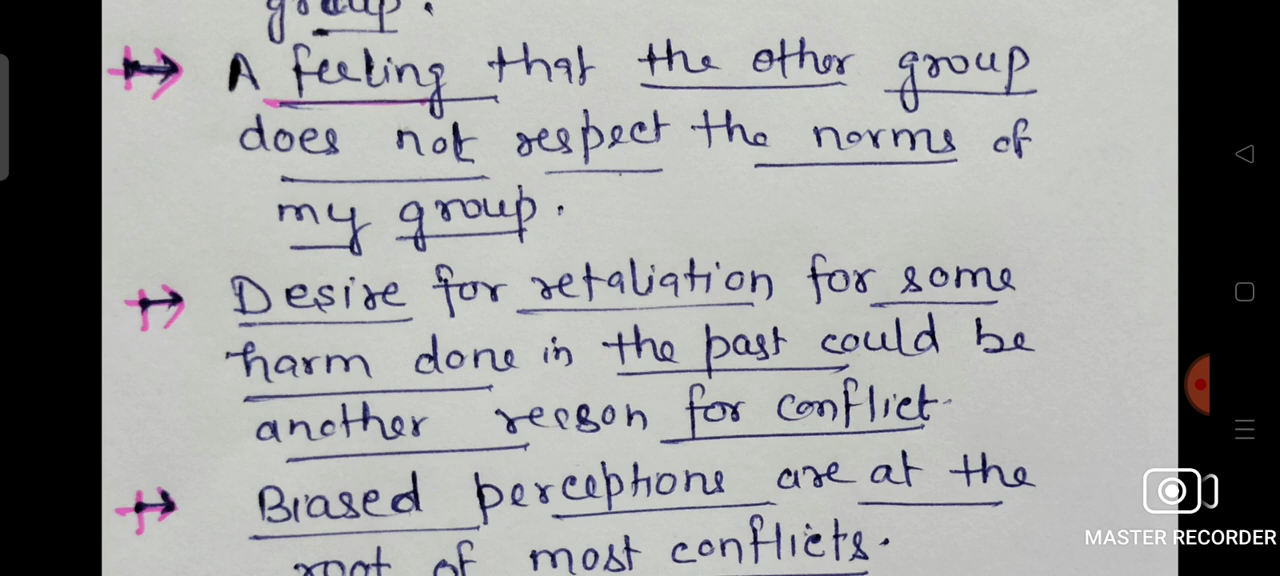 group.
A feeling that the other group
does not respect the norms of
my group.
Desire for retaliation for some
harm done in the past could be
another reason for conflict.
Biased perceptions are at the
root of most conflicts.
MASTER RECORDER